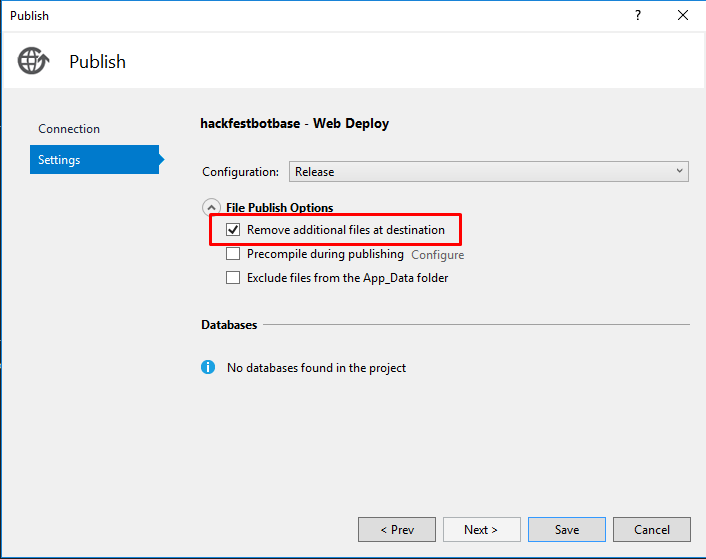 Publish
?
Publish
Connection
Settings
hackfestbotbase - Web Deploy
Configuration: Release
File Publish Options
Remove additional files at destination
Precompile during publishing Configure
Exclude files from the App_Data folder
Databases
No databases found in the project
< Prev Next > Save Cancel